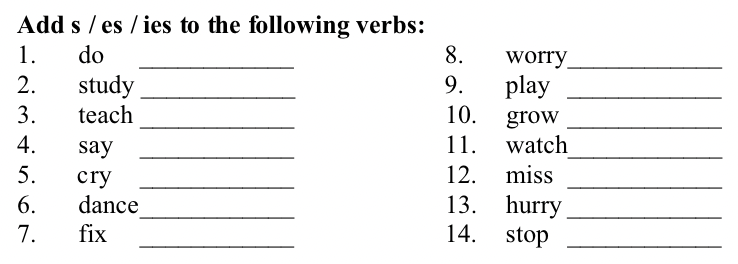 Add s / es / ies to the following verbs:
1. do ____________
2. study ____________
3. teach ____________
4. say ____________
5. cry ____________
6. dance____________
7. fix ____________
8. worry____________
9. play ____________
10. grow ____________
11. watch____________
12. miss ____________
13. hurry ____________
14. stop ____________